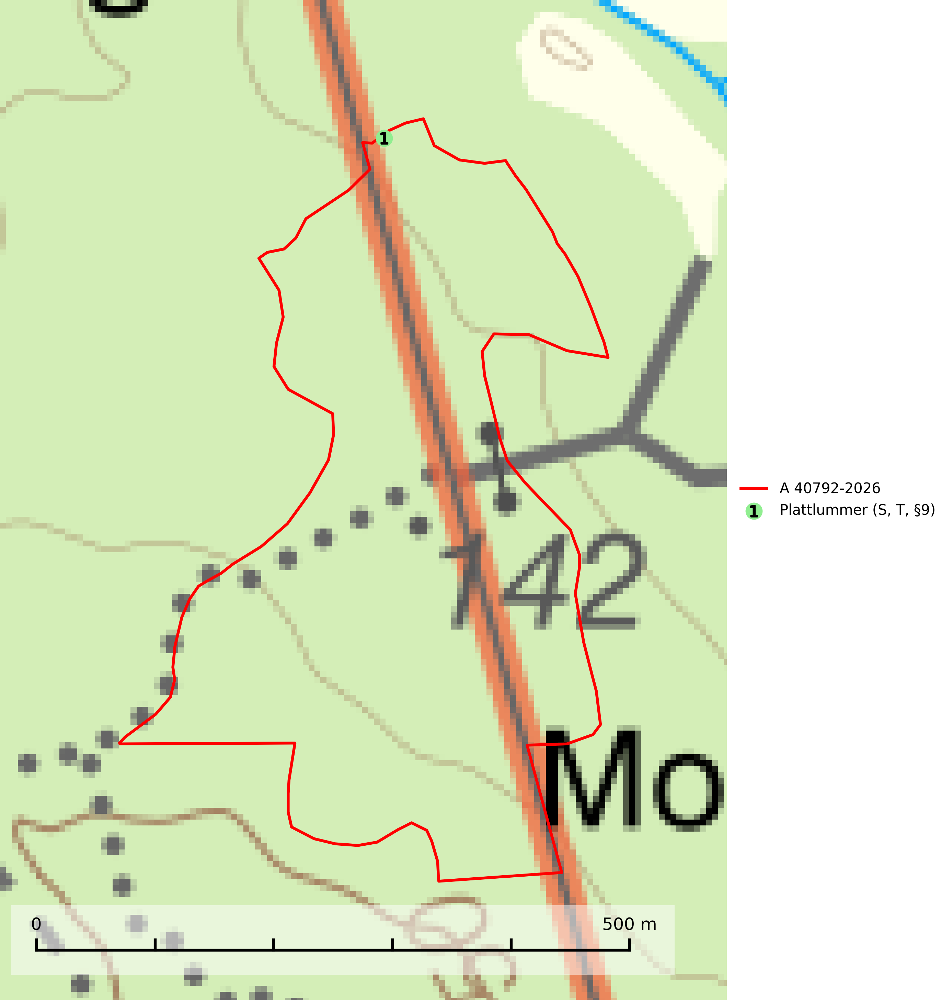 1
142
Mo
A 40792-2026
1 Plattlummer (S, T, §9)
0 500 m